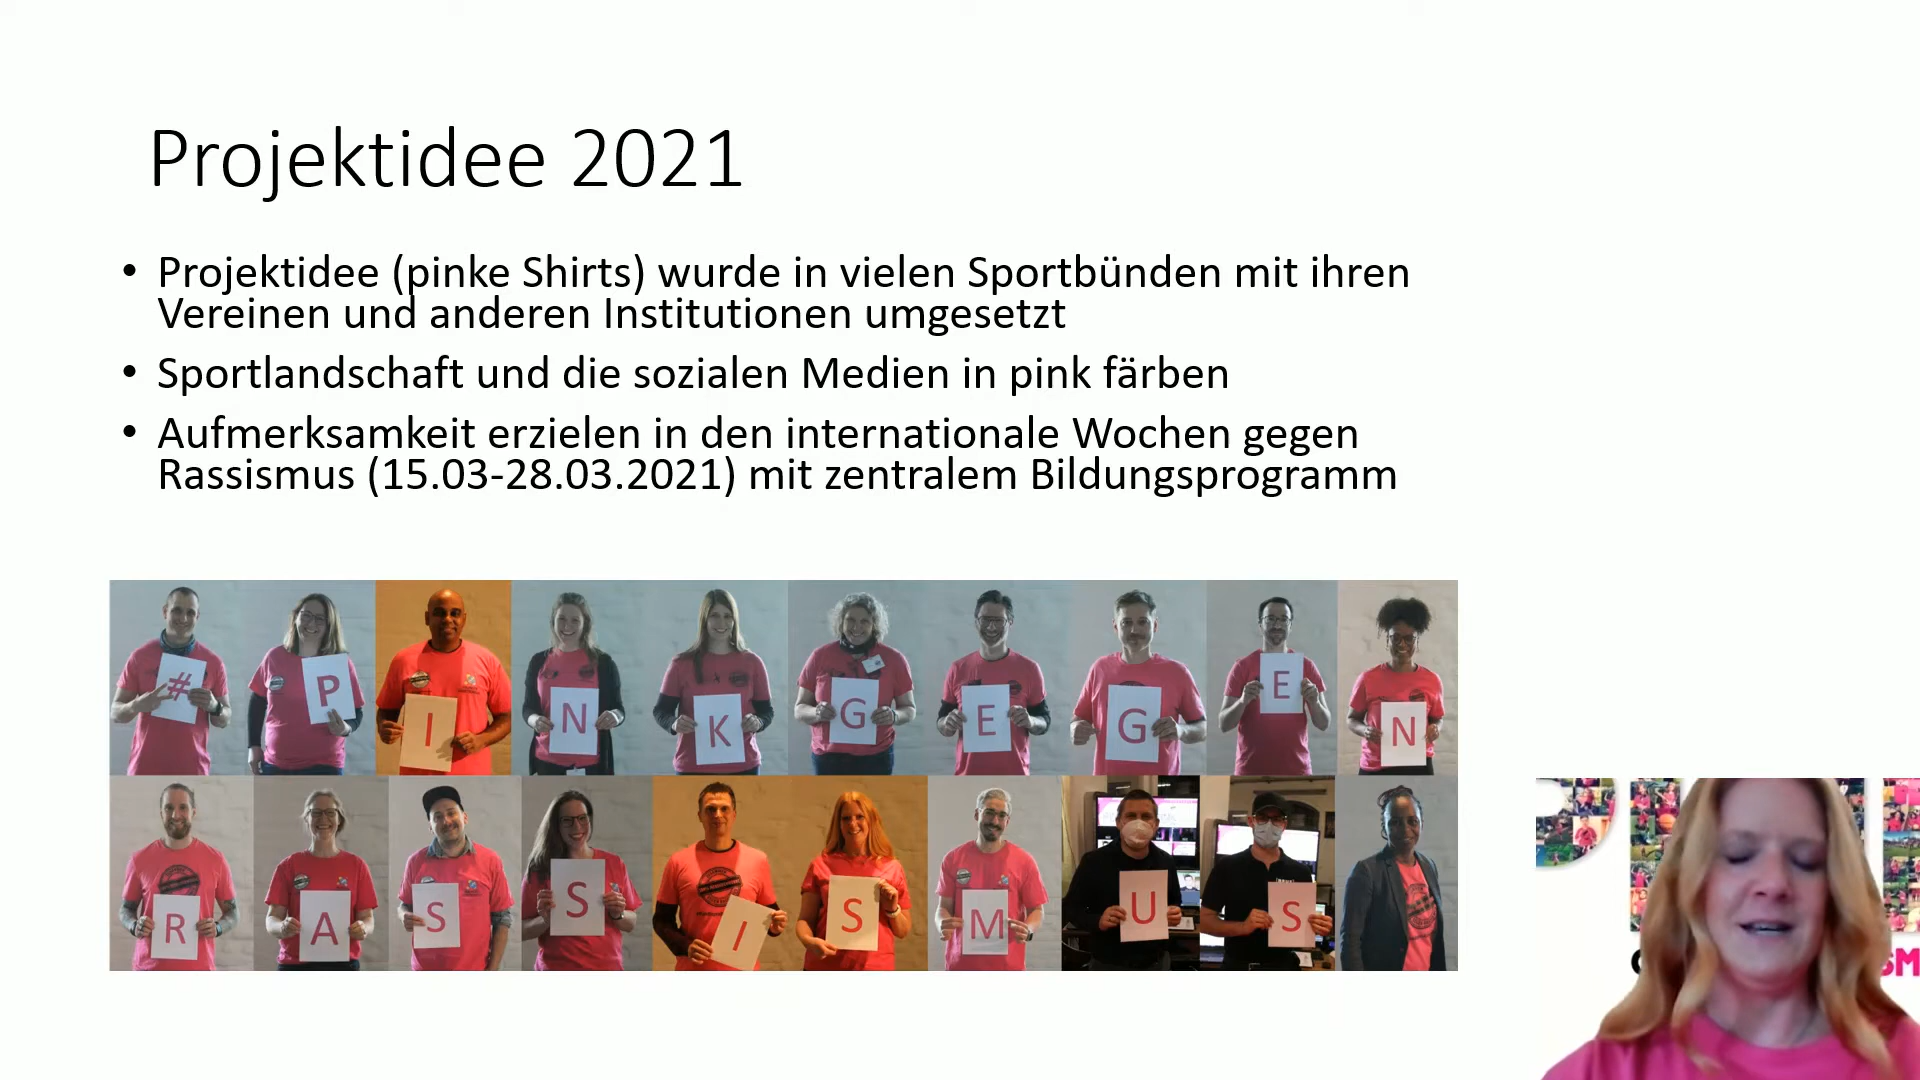 Projektidee 2021
• Projektidee (pinke Shirts) wurde in vielen Sportbünden mit ihren
Vereinen und anderen Institutionen umgesetzt
• Sportlandschaft und die sozialen Medien in pink färben
• Aufmerksamkeit erzielen in den internationale Wochen gegen
Rassismus (15.03-28.03.2021) mit zentralem Bildungsprogramm
# P I N K G E G E N
R A S S I S M U S